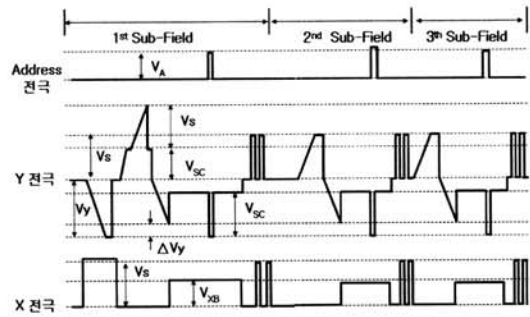 1st Sub-Field
2nd Sub-Field
3th Sub-Field
Address
전극
VA
Vs
Vs
VSC
Y 전극
Vy
VSC
ΔVy
X 전극
Vs
VXB